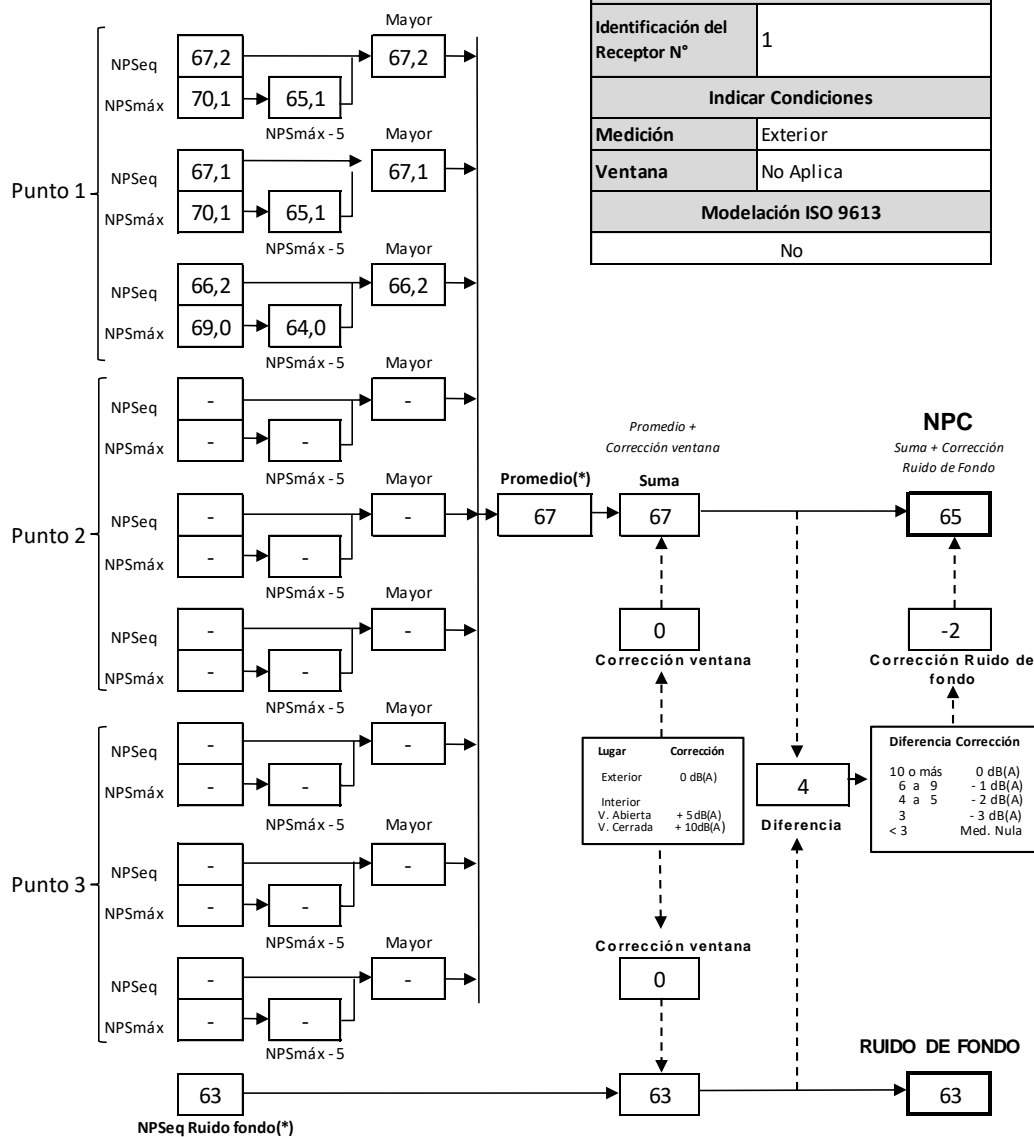 Identificación del
Receptor N°
1
Indicar Condiciones
Medición
Exterior
Ventana
No Aplica
Modelación ISO 9613
No
Punto 1
Mayor
NPSeq
67,2
67,2
NPSmáx
70,1
65,1
NPSmáx - 5
Mayor
NPSeq
67,1
67,1
NPSmáx
70,1
65,1
NPSmáx - 5
Mayor
NPSeq
66,2
66,2
NPSmáx
69,0
64,0
NPSmáx - 5
Punto 2
Mayor
NPSeq
-
-
NPSmáx
-
-
NPSmáx - 5
Mayor
NPSeq
-
-
NPSmáx
-
-
NPSmáx - 5
Mayor
NPSeq
-
-
NPSmáx
-
-
NPSmáx - 5
Punto 3
Mayor
NPSeq
-
-
NPSmáx
-
-
NPSmáx - 5
Mayor
NPSeq
-
-
NPSmáx
-
-
NPSmáx - 5
Mayor
NPSeq
-
-
NPSmáx
-
-
NPSmáx - 5
63
NPSeq Ruido fondo(*)
Promedio(*)
67
Promedio +
Corrección ventana
Suma
67
0
Corrección ventana
Lugar Corrección
Exterior 0 dB(A)
Interior
V. Abierta + 5dB(A)
V. Cerrada + 10dB(A)
Corrección ventana
0
63
4
Diferencia
NPC
Suma + Corrección
Ruido de Fondo
65
-2
Corrección Ruido de
fondo
Diferencia Corrección
10 o más 0 dB(A)
6 a 9 - 1 dB(A)
4 a 5 - 2 dB(A)
3 - 3 dB(A)
< 3 Med. Nula
RUIDO DE FONDO
63